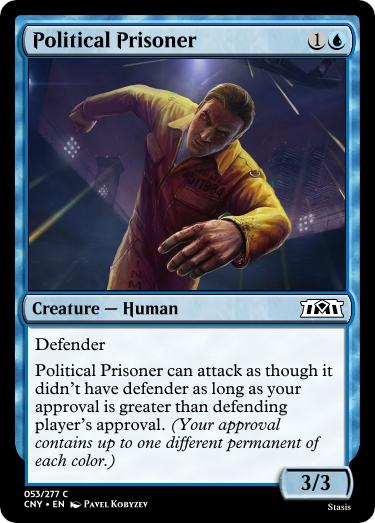 Political Prisoner 1
Creature — Human
Defender
Political Prisoner can attack as though it
didn't have defender as long as your
approval is greater than defending
player's approval. (Your approval
contains up to one different permanent of
each color.)
3/3
053/277 C
CNY • EN Pavel Kobyzev
Stasis